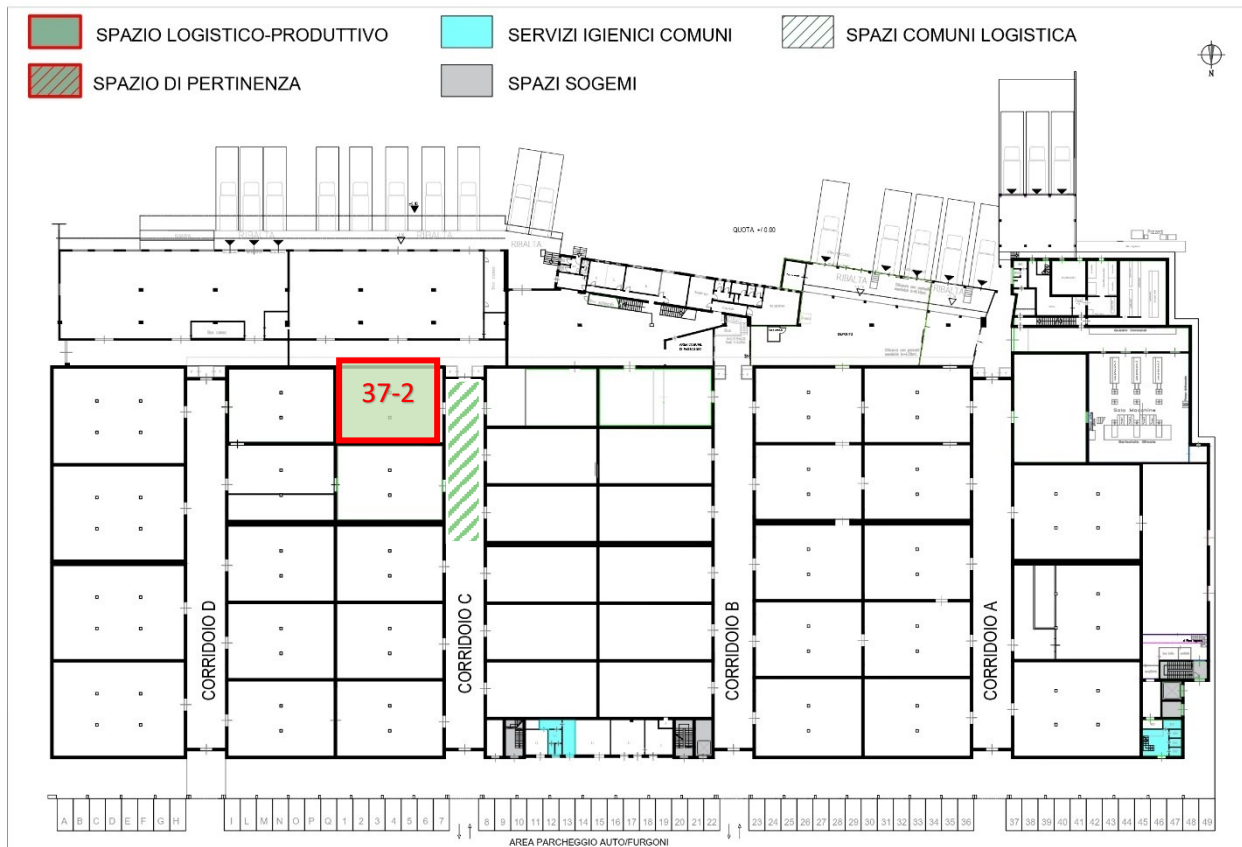 SPAZIO LOGISTICO-PRODUTTIVO
SERVIZI IGIENICI COMUNI
SPAZI COMUNI LOGISTICA
SPAZIO DI PERTINENZA
SPAZI SOGEMI
N
QUOTA +/-0.00
RIBALTA
RIBALTA
RIBALTA
RIBALTA
RIBALTA
37-2
Sala Macchine
CORRIDOIO D
CORRIDOIO C
CORRIDOIO B
CORRIDOIO A
A B C D E F G H I L M N O P Q 1 2 3 4 5 6 7 8 9 10 11 12 13 14 15 16 17 18 19 20 21 22 23 24 25 26 27 28 29 30 31 32 33 34 35 36 37 38 39 40 41 42 43 44 45 46 47 48 49
AREA PARCHEGGIO AUTO/FURGONI